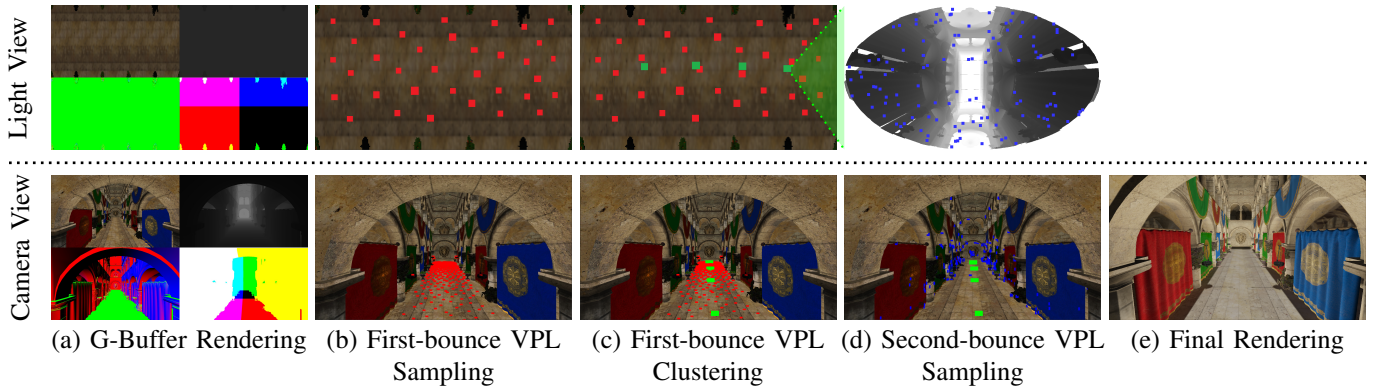 Light View
Camera View
(a) G-Buffer Rendering
(b) First-bounce VPL
Sampling
(c) First-bounce VPL
Clustering
(d) Second-bounce VPL
Sampling
(e) Final Rendering